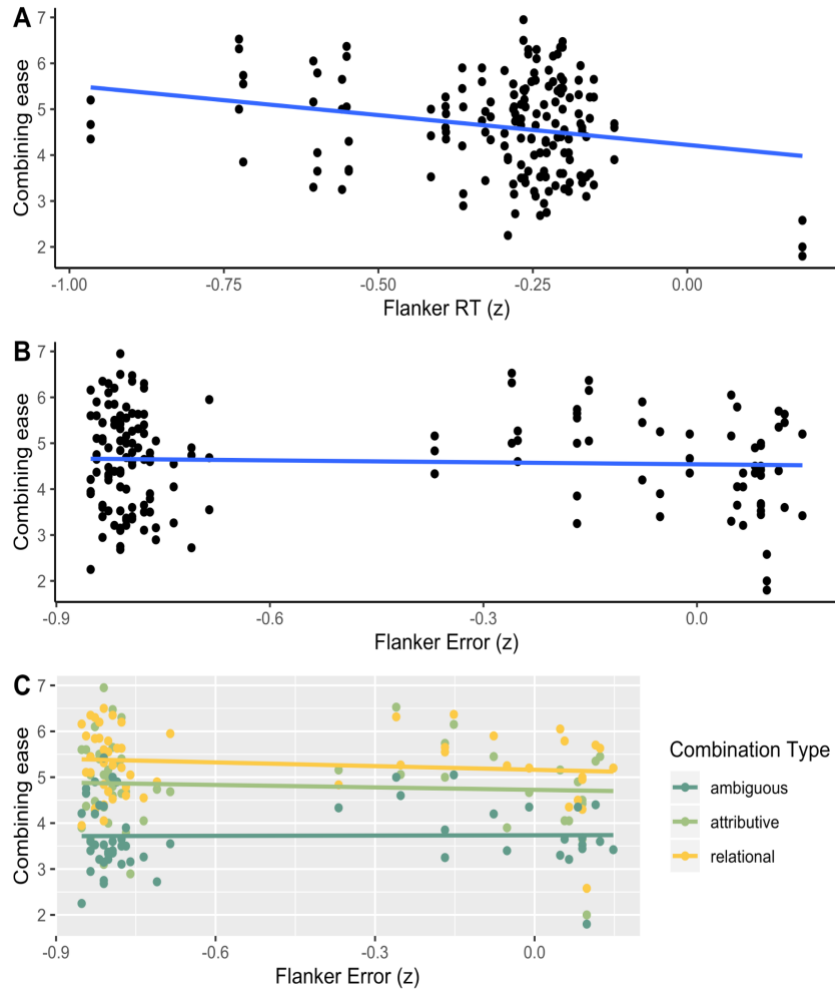 A
7
6
5
4
3
2
Combining ease
-1.00
-0.75
-0.50
-0.25
0.00
Flanker RT (z)
B
7
6
5
4
3
2
Combining ease
-0.9
-0.6
-0.3
0.0
Flanker Error (z)
C
7
6
5
4
3
2
Combining ease
-0.9
-0.6
-0.3
0.0
Flanker Error (z)
Combination Type
ambiguous
attributive
relational